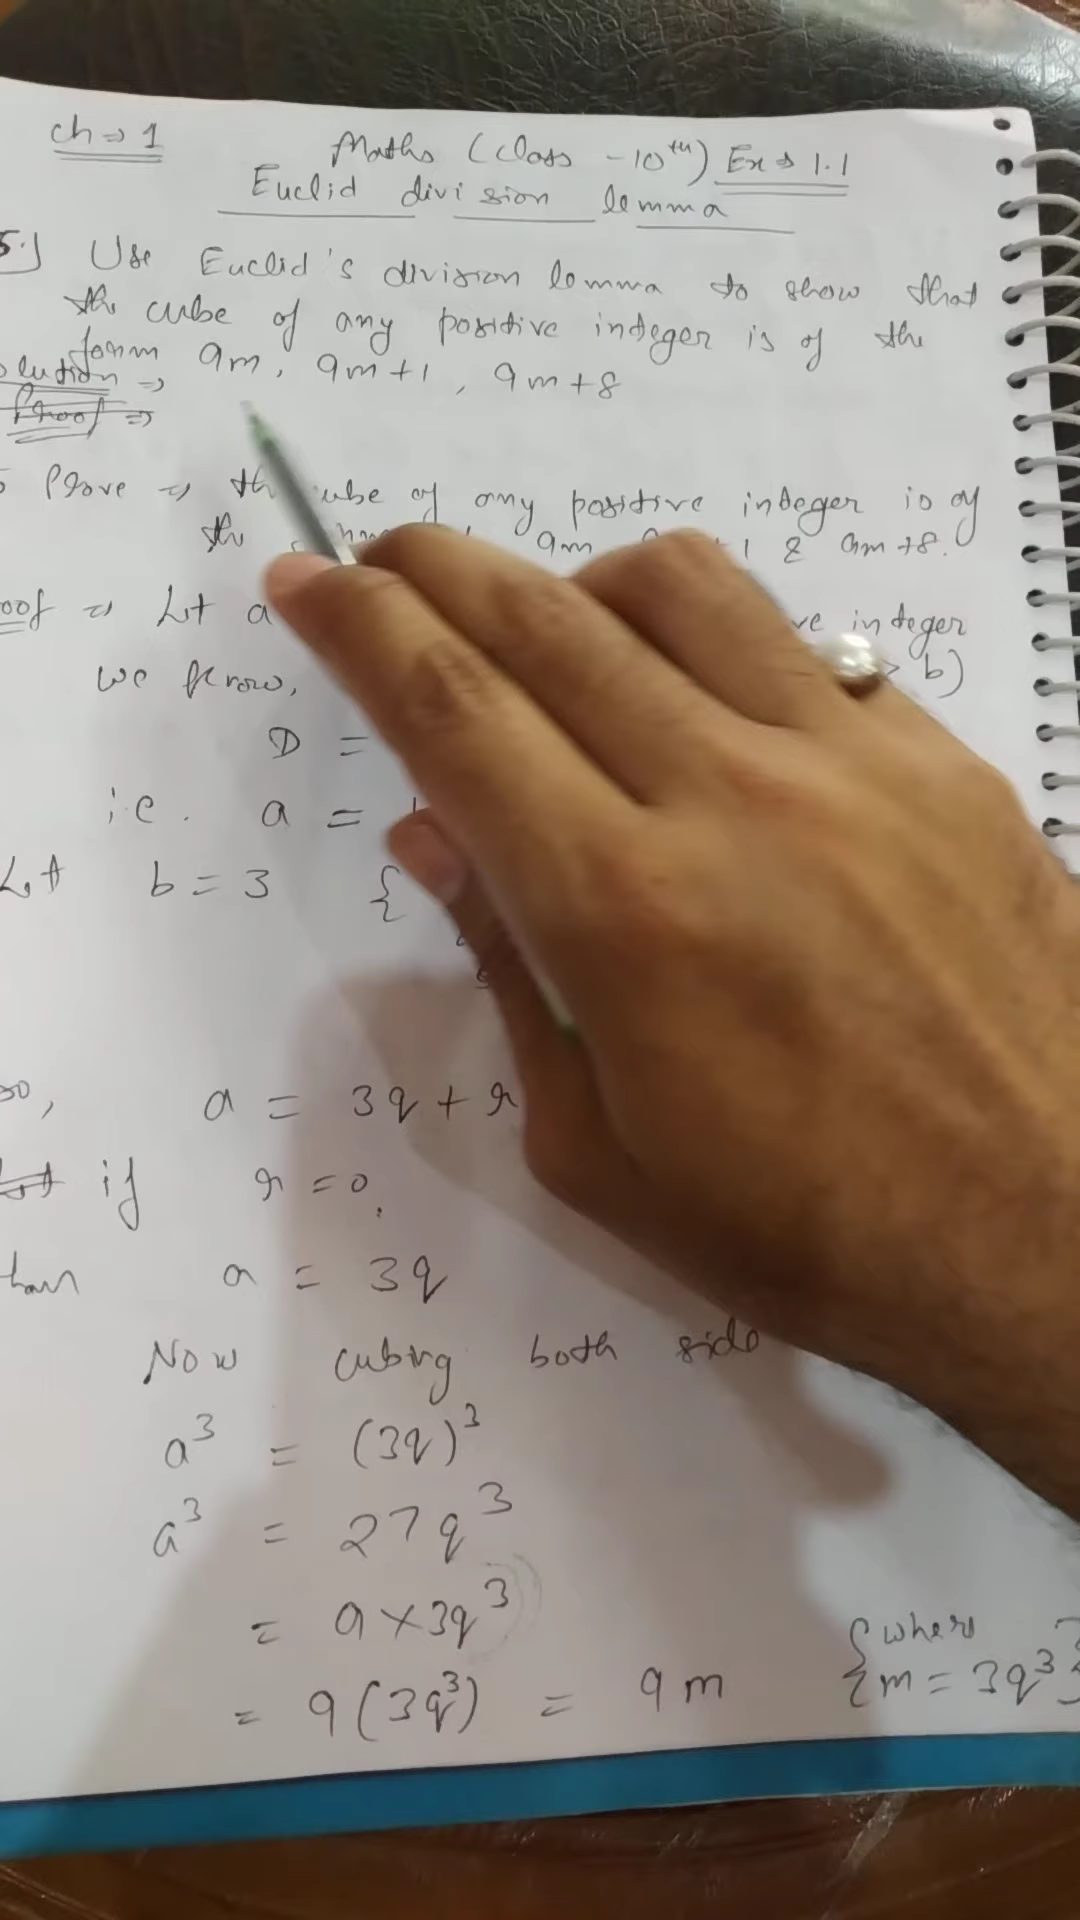 Ch ⇒ 1
Maths (Class - 10th) Ex ⇒ 1.1
Euclid division lemma
5.) Use Euclid's division lemma to show that
the cube of any positive integer is of the
form 9m, 9m+1, 9m+8
lution ⇒
Proof ⇒
Prove ⇒ the cube of any positive integer is of
the 9m 1 & 9m+8.
oof ⇒ Let a ve integer
we know, > b)
D =
i.e. a =
Let b = 3 {
so, a = 3q + r
if r = 0.
than a = 3q
Now cubing both side
a³ = (3q)³
a³ = 27q³
= 9×3q³
= 9(3q³) = 9m {where
m = 3q³}